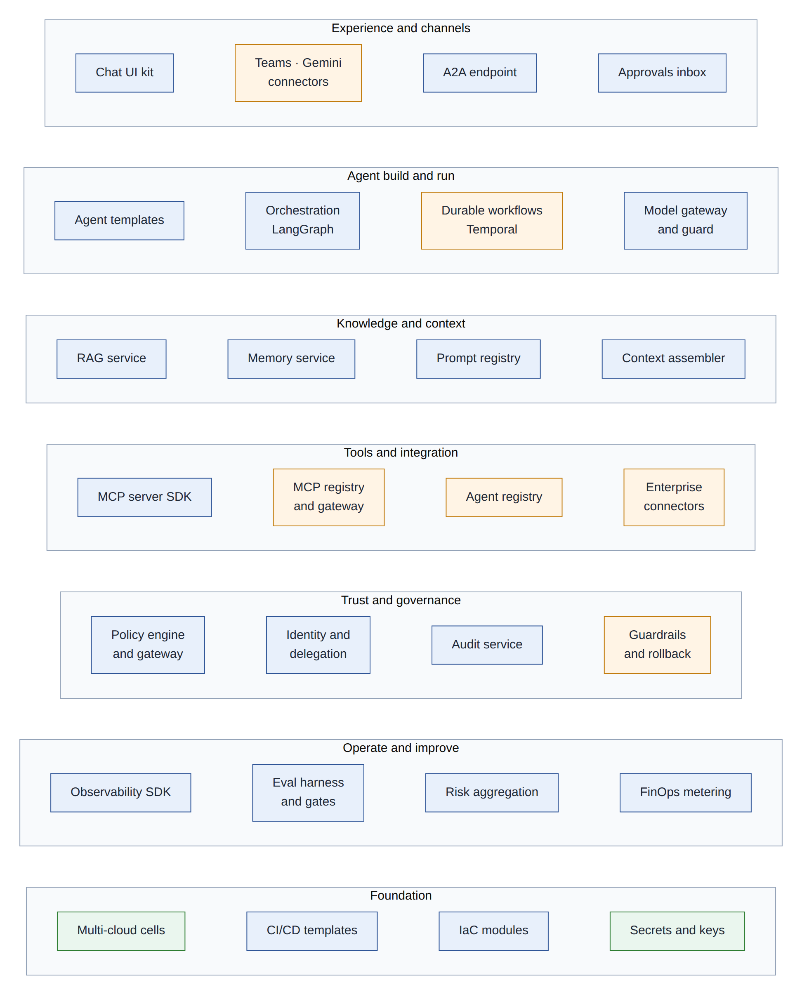 Experience and channels
Chat UI kit
Teams · Gemini
connectors
A2A endpoint
Approvals inbox
Agent build and run
Agent templates
Orchestration
LangGraph
Durable workflows
Temporal
Model gateway
and guard
Knowledge and context
RAG service
Memory service
Prompt registry
Context assembler
Tools and integration
MCP server SDK
MCP registry
and gateway
Agent registry
Enterprise
connectors
Trust and governance
Policy engine
and gateway
Identity and
delegation
Audit service
Guardrails
and rollback
Operate and improve
Observability SDK
Eval harness
and gates
Risk aggregation
FinOps metering
Foundation
Multi-cloud cells
CI/CD templates
IaC modules
Secrets and keys